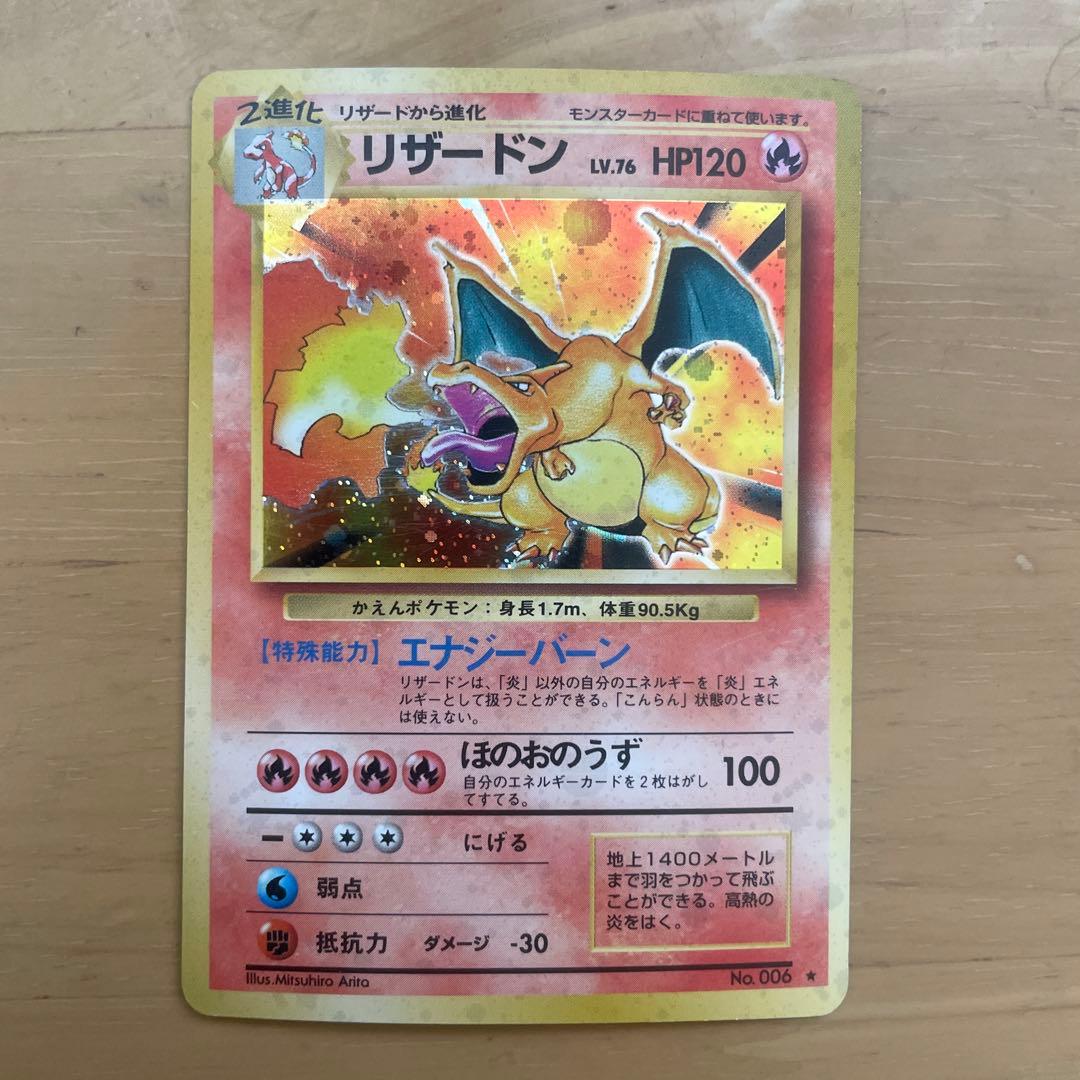 2進化 リザードから進化 モンスターカードに重ねて使います。
リザードン LV.76 HP120
かえんポケモン：身長1.7m、体重90.5Kg
【特殊能力】 エナジーバーン
リザードンは、「炎」以外の自分のエネルギーを「炎」エネ
ルギーとして扱うことができる。「こんらん」状態のときに
は使えない。
ほのおのうず 100
自分のエネルギーカードを2枚はがし
てすてる。
ー にげる
弱点
抵抗力 ダメージ -30
地上1400メートル
まで羽をつかって飛ぶ
ことができる。高熱の
炎をはく。
Illus.Mitsuhiro Arita No.006 ★